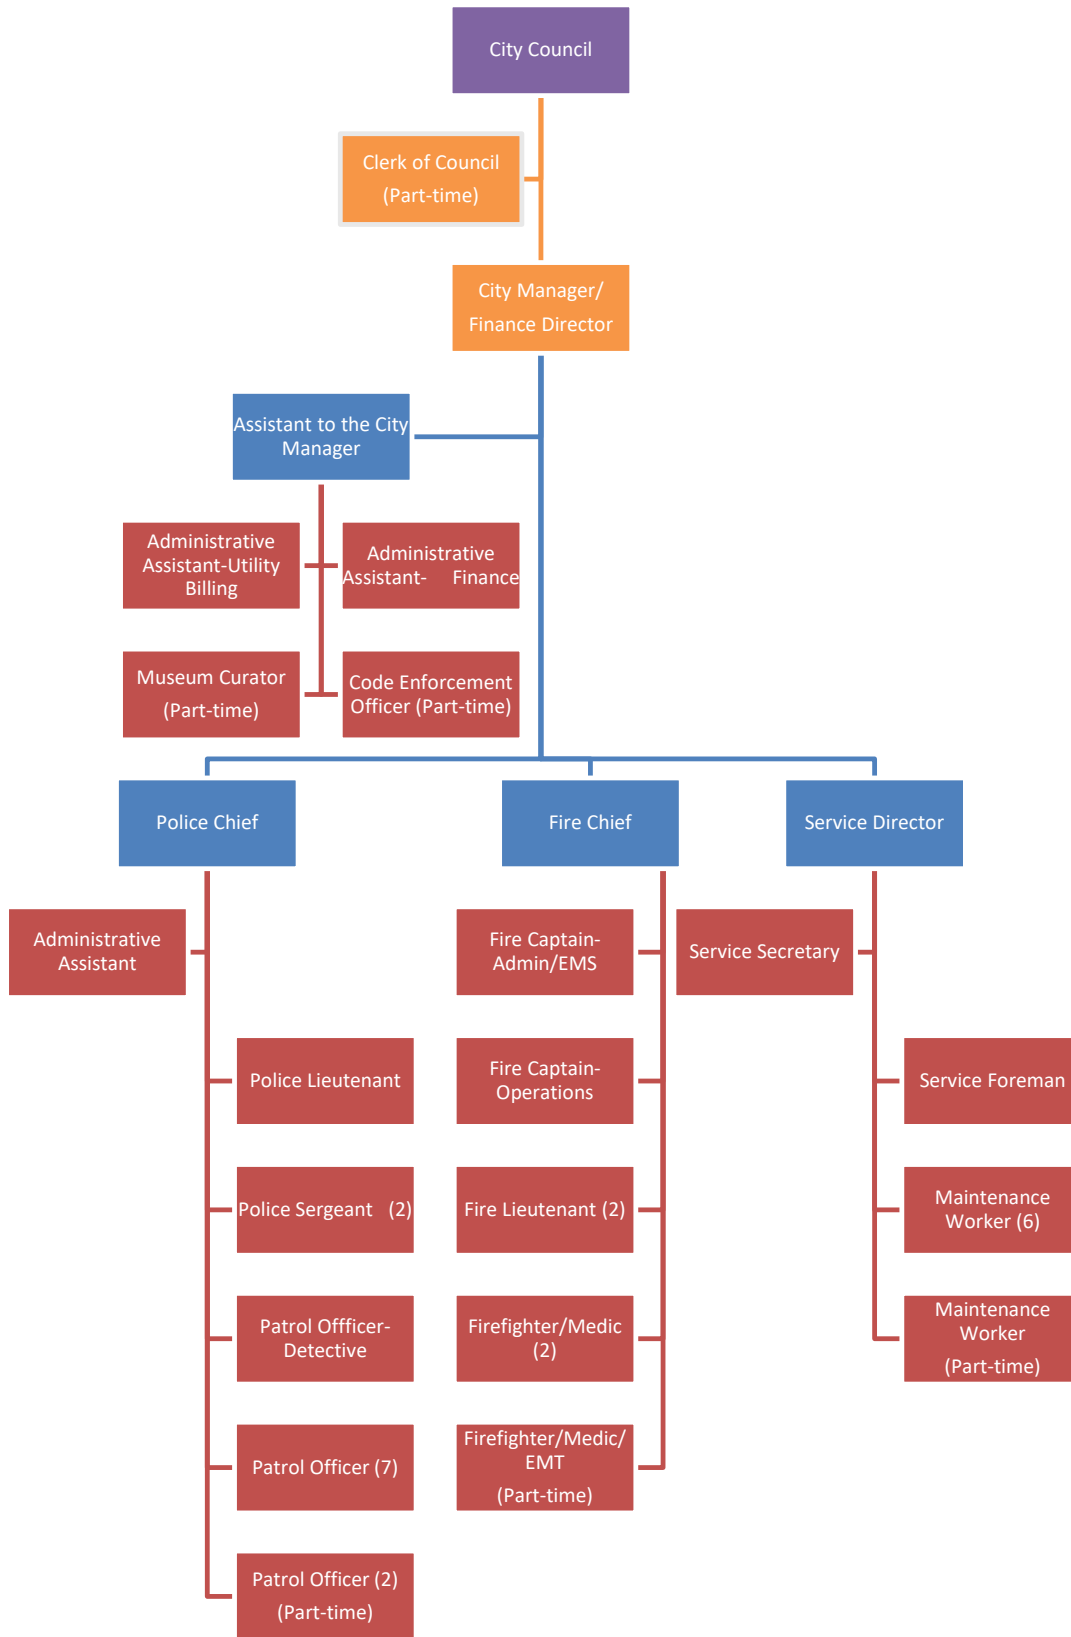 City Council
Clerk of Council
(Part-time)
City Manager/
Finance Director
Assistant to the City
Manager
Administrative
Assistant-Utility
Billing
Administrative
Assistant- Finance
Museum Curator
(Part-time)
Code Enforcement
Officer (Part-time)
Police Chief
Fire Chief
Service Director
Administrative
Assistant
Fire Captain-
Admin/EMS
Service Secretary
Police Lieutenant
Fire Captain-
Operations
Service Foreman
Police Sergeant (2)
Fire Lieutenant (2)
Maintenance
Worker (6)
Patrol Offficer-
Detective
Firefighter/Medic
(2)
Maintenance
Worker
(Part-time)
Patrol Officer (7)
Firefighter/Medic/
EMT
(Part-time)
Patrol Officer (2)
(Part-time)